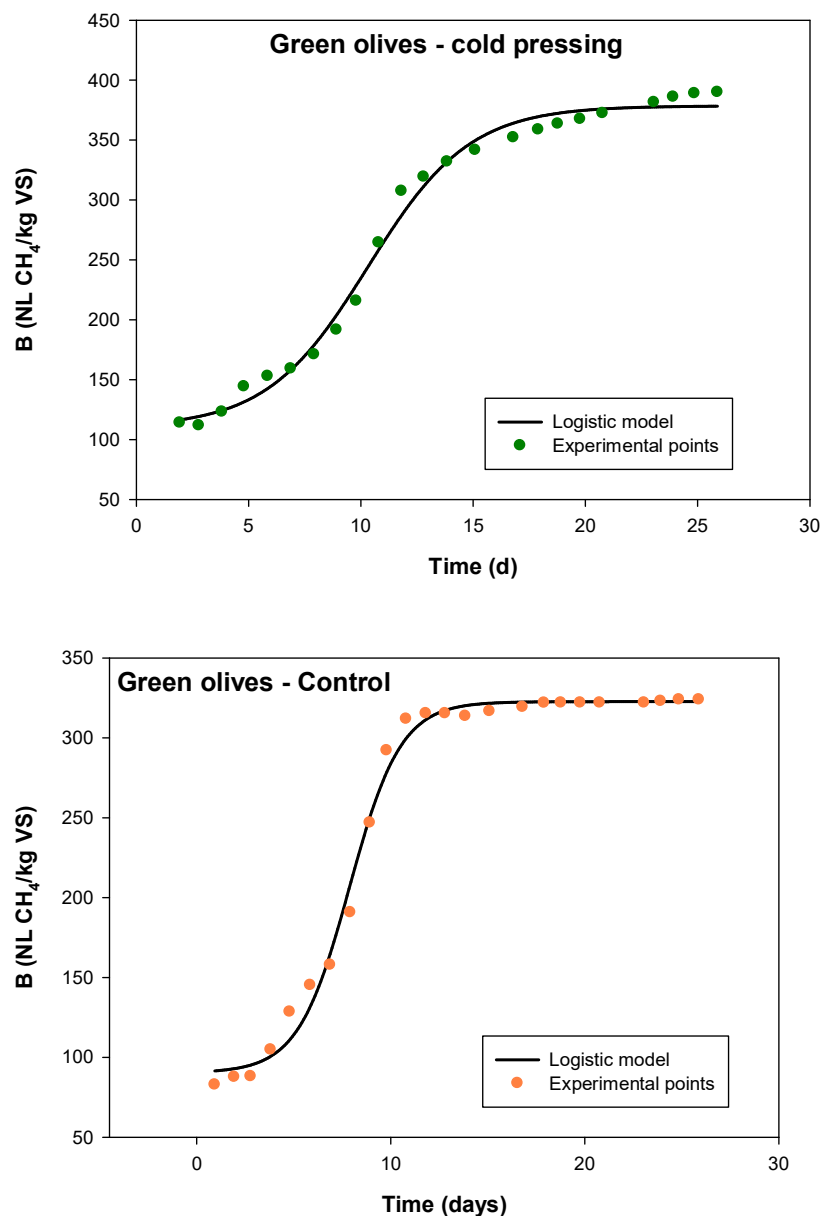 Green olives - cold pressing
450
400
350
300
250
200
150
100
50
B (NL CH4/kg VS)
Logistic model
Experimental points
0 5 10 15 20 25 30
Time (d)
Green olives - Control
350
300
250
200
150
100
50
B (NL CH4/kg VS)
Logistic model
Experimental points
0 10 20 30
Time (days)